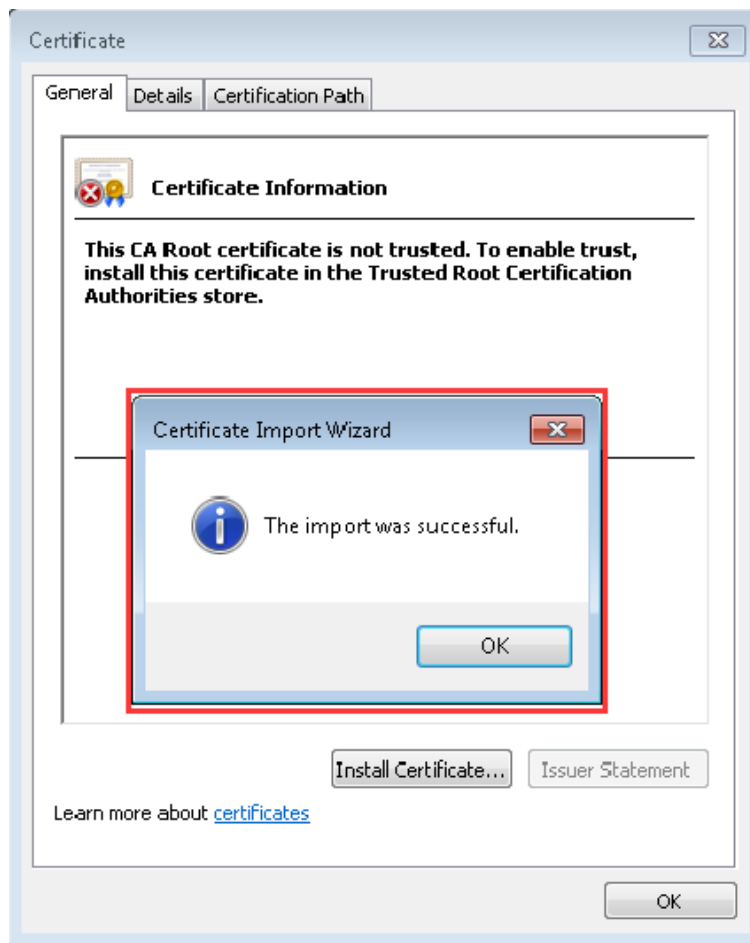 Certificate
General Details Certification Path
Certificate Information
This CA Root certificate is not trusted. To enable trust,
install this certificate in the Trusted Root Certification
Authorities store.
Certificate Import Wizard
The import was successful.
OK
Install Certificate... Issuer Statement
Learn more about certificates
OK